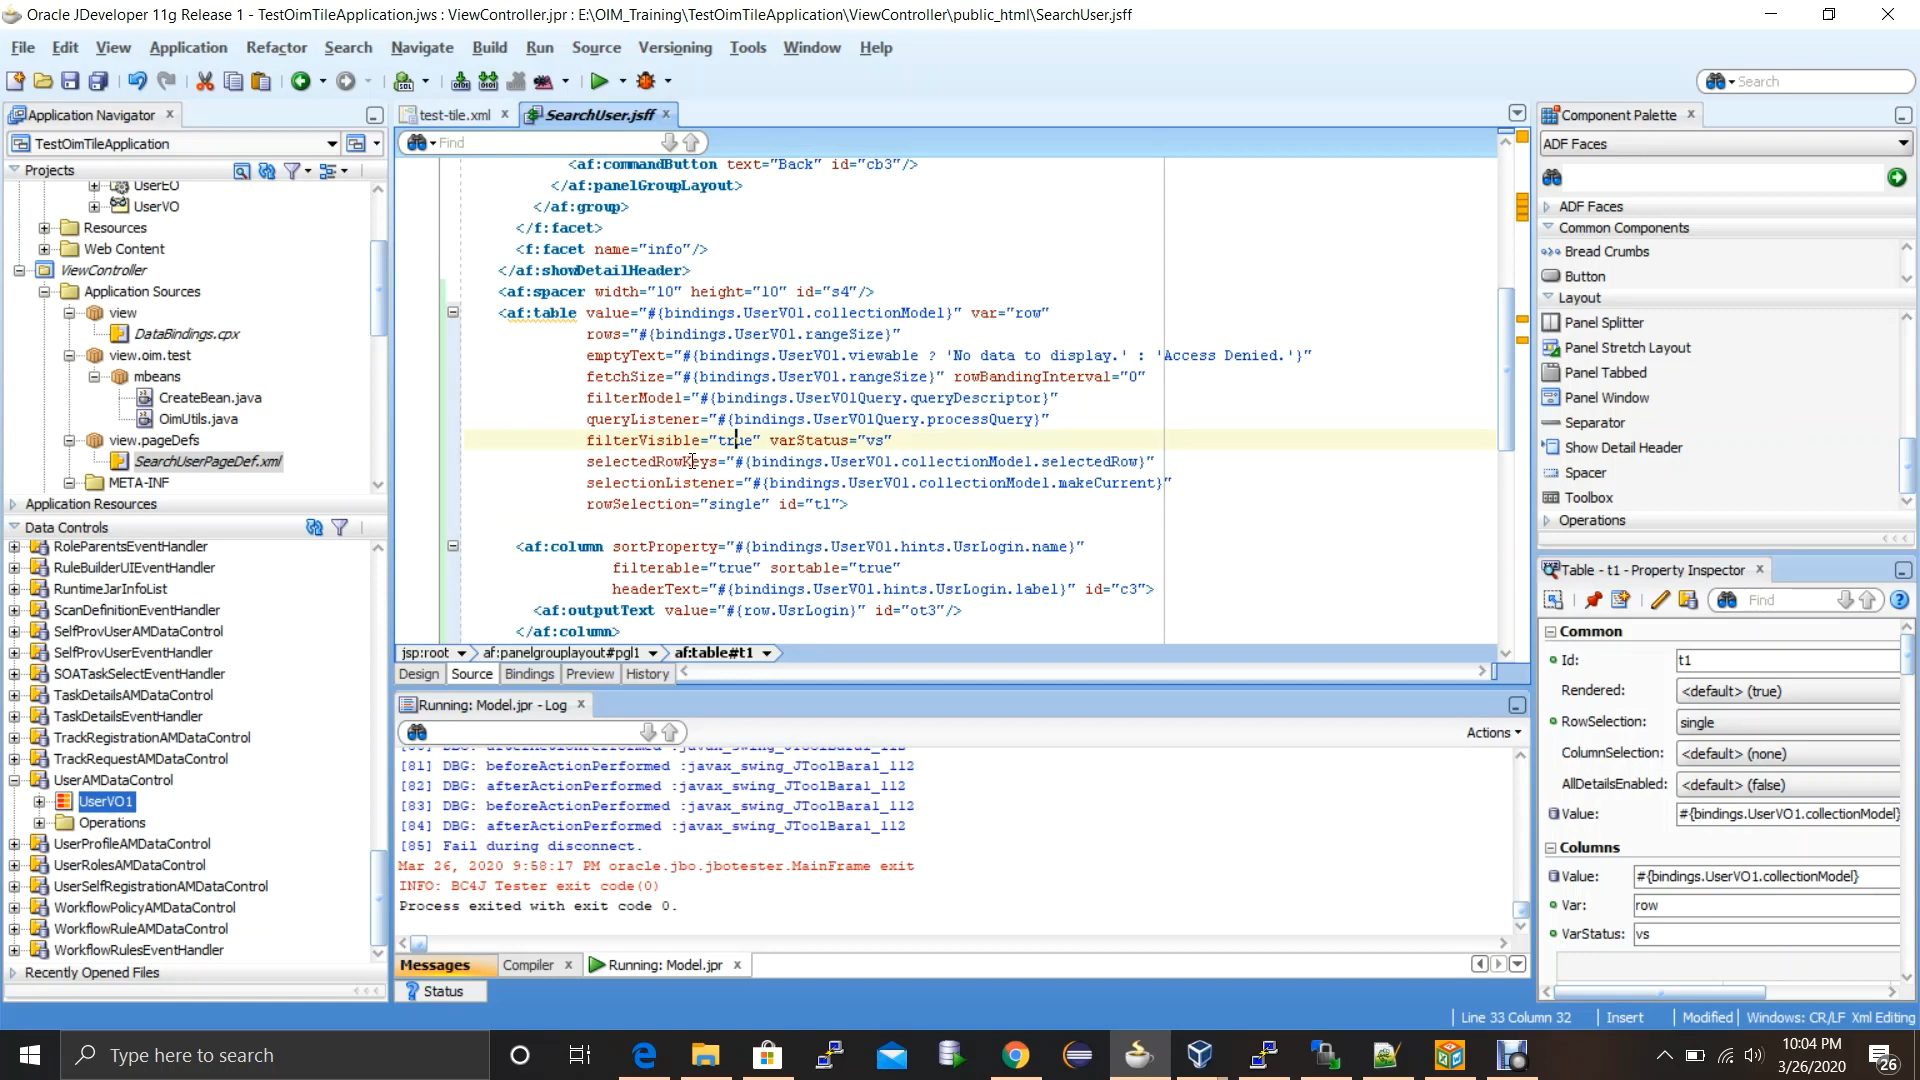 Oracle JDeveloper 11g Release 1 - TestOimTileApplication.jws : ViewController.jpr : E:\OIM_Training\TestOimTileApplication\ViewController\public_html\SearchUser.jsff
File Edit View Application Refactor Search Navigate Build Run Source Versioning Tools Window Help
Search
Application Navigator
TestOimTileApplication
Projects
UserEO
UserVO
Resources
Web Content
ViewController
Application Sources
view
DataBindings.cpx
view.oim.test
mbeans
CreateBean.java
OimUtils.java
view.pageDefs
SearchUserPageDef.xml
META-INF
Application Resources
Data Controls
RoleParentsEventHandler
RuleBuilderUIEventHandler
RuntimeJarInfoList
ScanDefinitionEventHandler
SelfProvUserAMDataControl
SelfProvUserEventHandler
SOATaskSelectEventHandler
TaskDetailsAMDataControl
TaskDetailsEventHandler
TrackRegistrationAMDataControl
TrackRequestAMDataControl
UserAMDataControl
UserVO1
Operations
UserProfileAMDataControl
UserRolesAMDataControl
UserSelfRegistrationAMDataControl
WorkflowPolicyAMDataControl
WorkflowRuleAMDataControl
WorkflowRulesEventHandler
Recently Opened Files
test-tile.xml SearchUser.jsff
Find
<af:commandButton text="Back" id="cb3"/>
</af:panelGroupLayout>
</af:group>
</f:facet>
<f:facet name="info"/>
</af:showDetailHeader>
<af:spacer width="10" height="10" id="s4"/>
<af:table value="#{bindings.UserVO1.collectionModel}" var="row"
rows="#{bindings.UserVO1.rangeSize}"
emptyText="#{bindings.UserVO1.viewable ? 'No data to display.' : 'Access Denied.'}"
fetchSize="#{bindings.UserVO1.rangeSize}" rowBandingInterval="0"
filterModel="#{bindings.UserVO1Query.queryDescriptor}"
queryListener="#{bindings.UserVO1Query.processQuery}"
filterVisible="true" varStatus="vs"
selectedRowKeys="#{bindings.UserVO1.collectionModel.selectedRow}"
selectionListener="#{bindings.UserVO1.collectionModel.makeCurrent}"
rowSelection="single" id="t1">
<af:column sortProperty="#{bindings.UserVO1.hints.UsrLogin.name}"
filterable="true" sortable="true"
headerText="#{bindings.UserVO1.hints.UsrLogin.label}" id="c3">
<af:outputText value="#{row.UsrLogin}" id="ot3"/>
</af:column>
jsp:root af:panelgrouplayout#pgl1 af:table#t1
Design Source Bindings Preview History
Running: Model.jpr - Log
Actions
[81] DBG: beforeActionPerformed :javax_swing_JToolBara1_112
[82] DBG: afterActionPerformed :javax_swing_JToolBara1_112
[83] DBG: beforeActionPerformed :javax_swing_JToolBara1_112
[84] DBG: afterActionPerformed :javax_swing_JToolBara1_112
[85] Fail during disconnect.
Mar 26, 2020 9:58:17 PM oracle.jbo.jbotester.MainFrame exit
INFO: BC4J Tester exit code(0)
Process exited with exit code 0.
Messages Compiler Running: Model.jpr
Status
Component Palette
ADF Faces
ADF Faces
Common Components
Bread Crumbs
Button
Layout
Panel Splitter
Panel Stretch Layout
Panel Tabbed
Panel Window
Separator
Show Detail Header
Spacer
Toolbox
Operations
Table - t1 - Property Inspector
Find
Common
Id: t1
Rendered: <default> (true)
RowSelection: single
ColumnSelection: <default> (none)
AllDetailsEnabled: <default> (false)
Value: #{bindings.UserVO1.collectionModel}
Columns
Value: #{bindings.UserVO1.collectionModel}
Var: row
VarStatus: vs
Line 33 Column 32 Insert Modified Windows: CR/LF Xml Editing
Type here to search
10:04 PM
3/26/2020
26